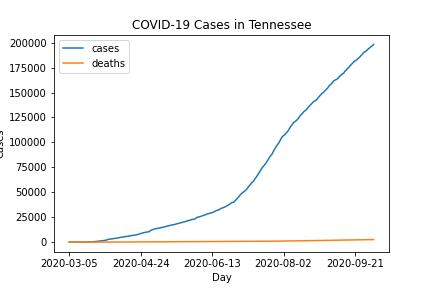 COVID-19 Cases in Tennessee
cases
deaths
200000
175000
150000
125000
100000
75000
50000
25000
0
cases
2020-03-05 2020-04-24 2020-06-13 2020-08-02 2020-09-21
Day